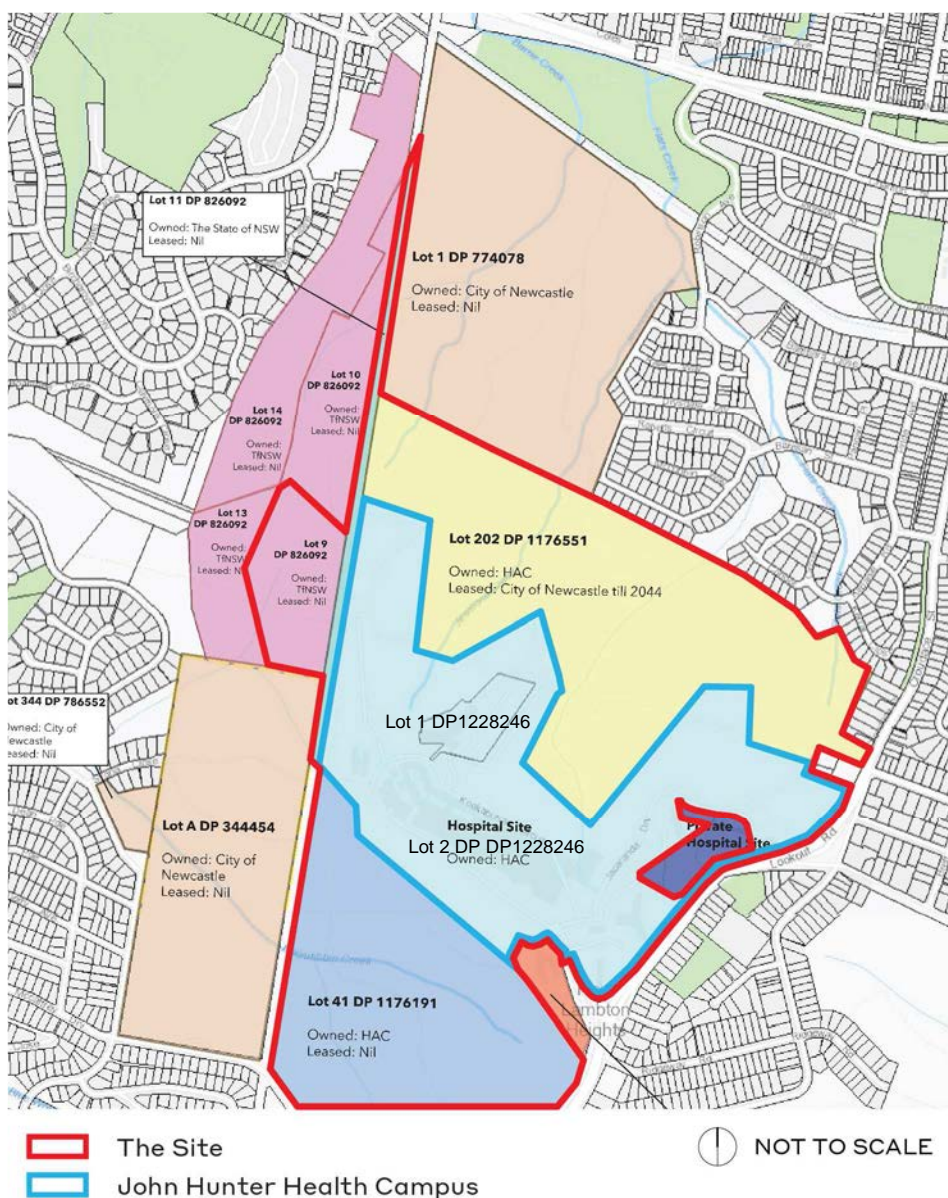 Lot 11 DP 826092
Owned: The State of NSW
Leased: Nil
Lot 1 DP 774078
Owned: City of Newcastle
Leased: Nil
Lot 10
DP 826092
Owned:
TfNSW
Leased: Nil
Lot 14
DP 826092
Owned:
TfNSW
Leased: Nil
Lot 13
DP 826092
Owned:
TfNSW
Leased: N
Lot 9
DP 826092
Owned:
TfNSW
Leased: Nil
Lot 202 DP 1176551
Owned: HAC
Leased: City of Newcastle till 2044
ot 344 DP 786552
Owned: City of
ewcastle
eased: Nil
Lot 1 DP1228246
Lot A DP 344454
Owned: City of
Newcastle
Leased: Nil
Hospital Site
Lot 2 DP DP1228246
Owned: HAC
Private
Hospital Site
Lookout Rd
Jacaranda Dr
Lot 41 DP 1176191
Owned: HAC
Leased: Nil
Lambton
Heights
Ridgeway Rd
The Site
John Hunter Health Campus
NOT TO SCALE